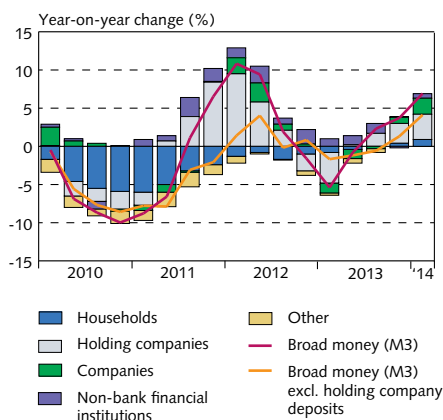 Year-on-year change (%)
15
10
5
0
-5
-10
-15
2010 2011 2012 2013 '14
Households
Holding companies
Companies
Non-bank financial
institutions
Other
Broad money (M3)
Broad money (M3)
excl. holding company
deposits